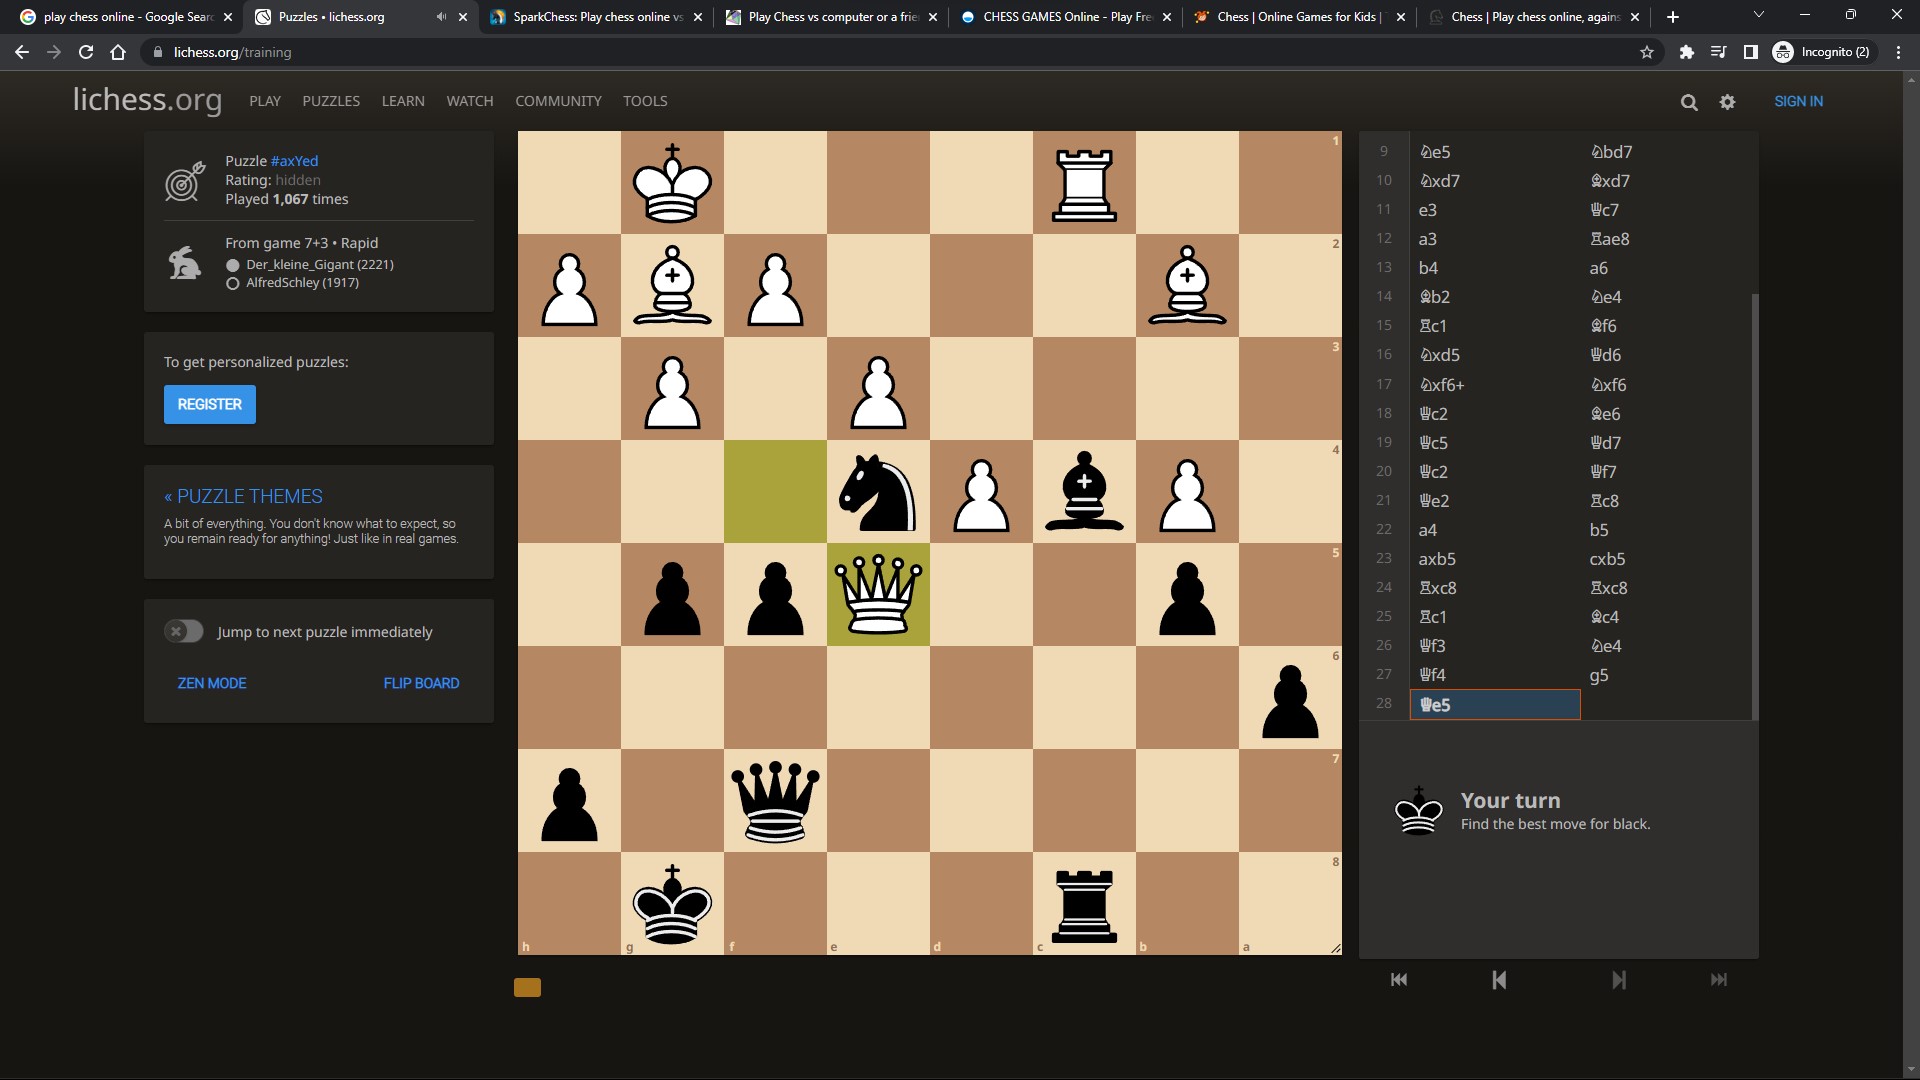 play chess online - Google Sear
Puzzles • lichess.org
SparkChess: Play chess online vs
Play Chess vs computer or a frie
CHESS GAMES Online - Play Fre
Chess | Online Games for Kids |
Chess | Play chess online, agains
lichess.org/training
Incognito (2)
lichess.org
PLAY
PUZZLES
LEARN
WATCH
COMMUNITY
TOOLS
SIGN IN
Puzzle #axYed
Rating: hidden
Played 1,067 times
From game 7+3 • Rapid
Der_kleine_Gigant (2221)
AlfredSchley (1917)
To get personalized puzzles:
REGISTER
« PUZZLE THEMES
A bit of everything. You don't know what to expect, so
you remain ready for anything! Just like in real games.
Jump to next puzzle immediately
ZEN MODE
FLIP BOARD
1
2
3
4
5
6
7
8
h
g
f
e
d
c
b
a
9 ♘e5 ♘bd7
10 ♘xd7 ♗xd7
11 e3 ♕c7
12 a3 ♖ae8
13 b4 a6
14 ♗b2 ♘e4
15 ♖c1 ♗f6
16 ♘xd5 ♕d6
17 ♘xf6+ ♘xf6
18 ♕c2 ♗e6
19 ♕c5 ♕d7
20 ♕c2 ♕f7
21 ♕e2 ♖c8
22 a4 b5
23 axb5 cxb5
24 ♖xc8 ♖xc8
25 ♖c1 ♗c4
26 ♕f3 ♘e4
27 ♕f4 g5
28 ♕e5
Your turn
Find the best move for black.